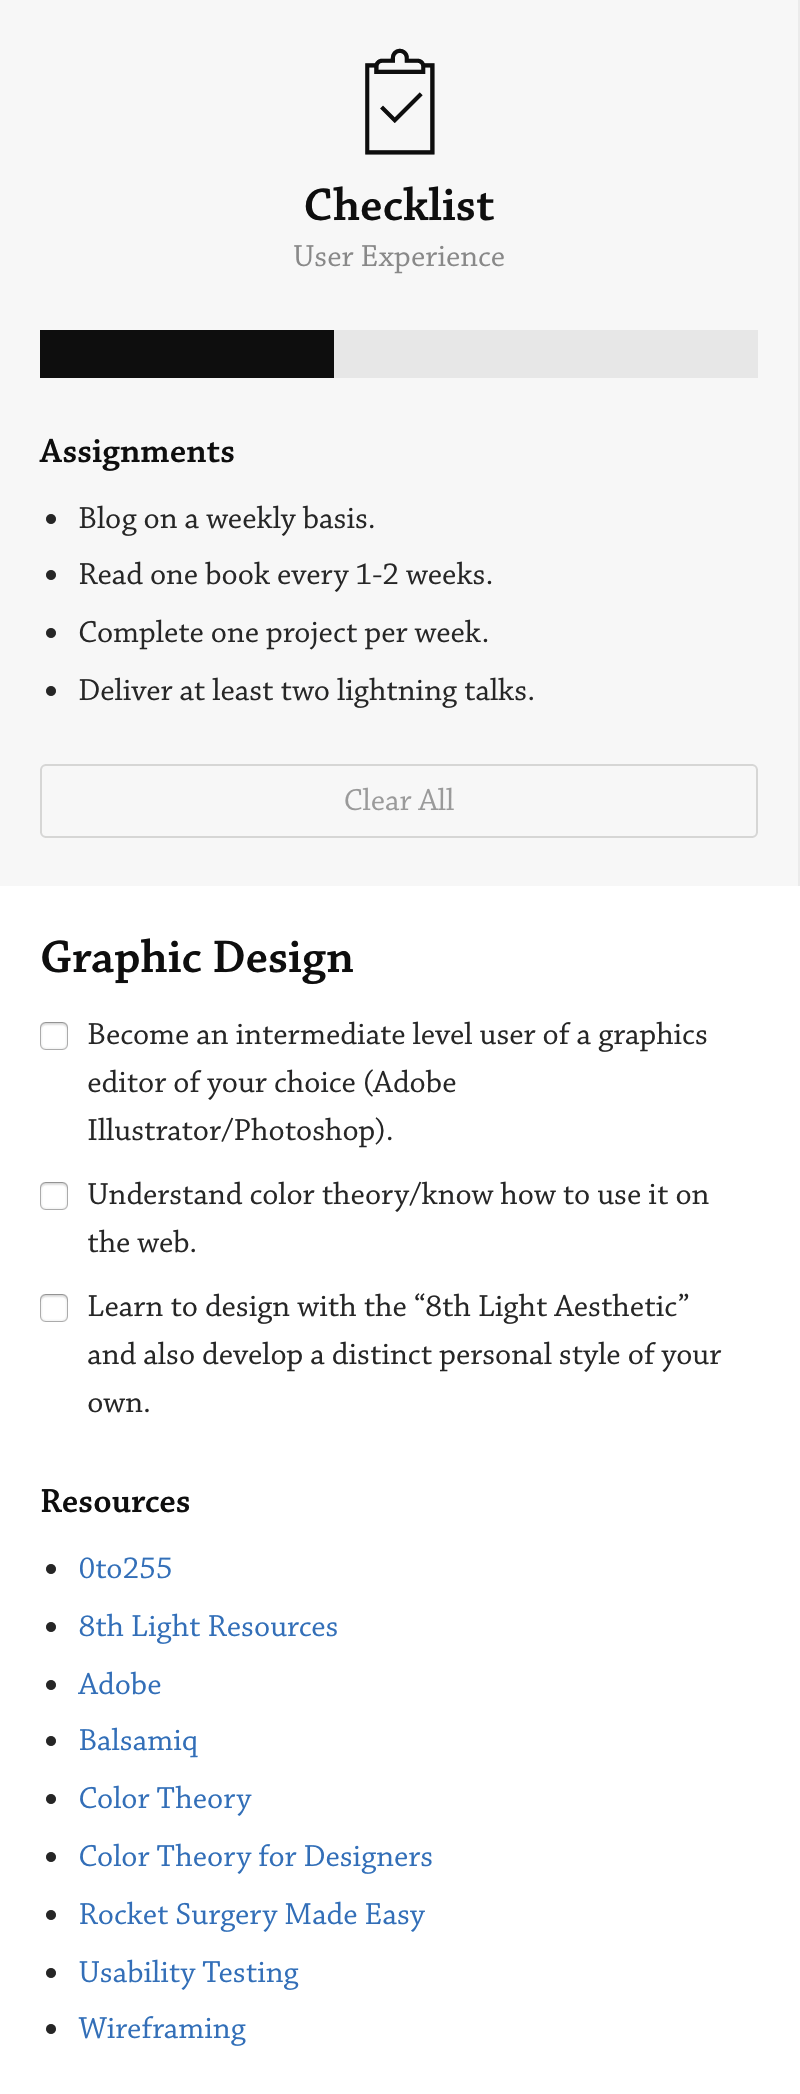 Checklist
User Experience
Assignments
Blog on a weekly basis.
Read one book every 1-2 weeks.
Complete one project per week.
Deliver at least two lightning talks.
Clear All
Graphic Design
Become an intermediate level user of a graphics
editor of your choice (Adobe
Illustrator/Photoshop).
Understand color theory/know how to use it on
the web.
Learn to design with the “8th Light Aesthetic”
and also develop a distinct personal style of your
own.
Resources
0to255
8th Light Resources
Adobe
Balsamiq
Color Theory
Color Theory for Designers
Rocket Surgery Made Easy
Usability Testing
Wireframing